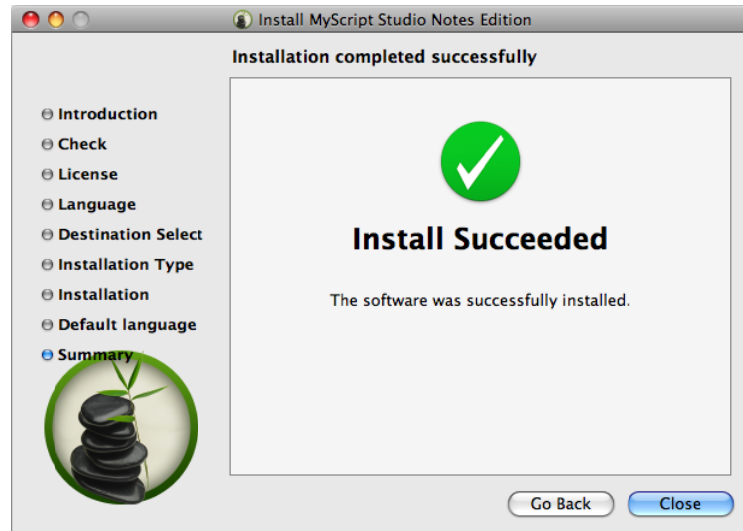 Install MyScript Studio Notes Edition
Installation completed successfully
Introduction
Check
License
Language
Destination Select
Installation Type
Installation
Default language
Summary
Install Succeeded
The software was successfully installed.
Go Back
Close